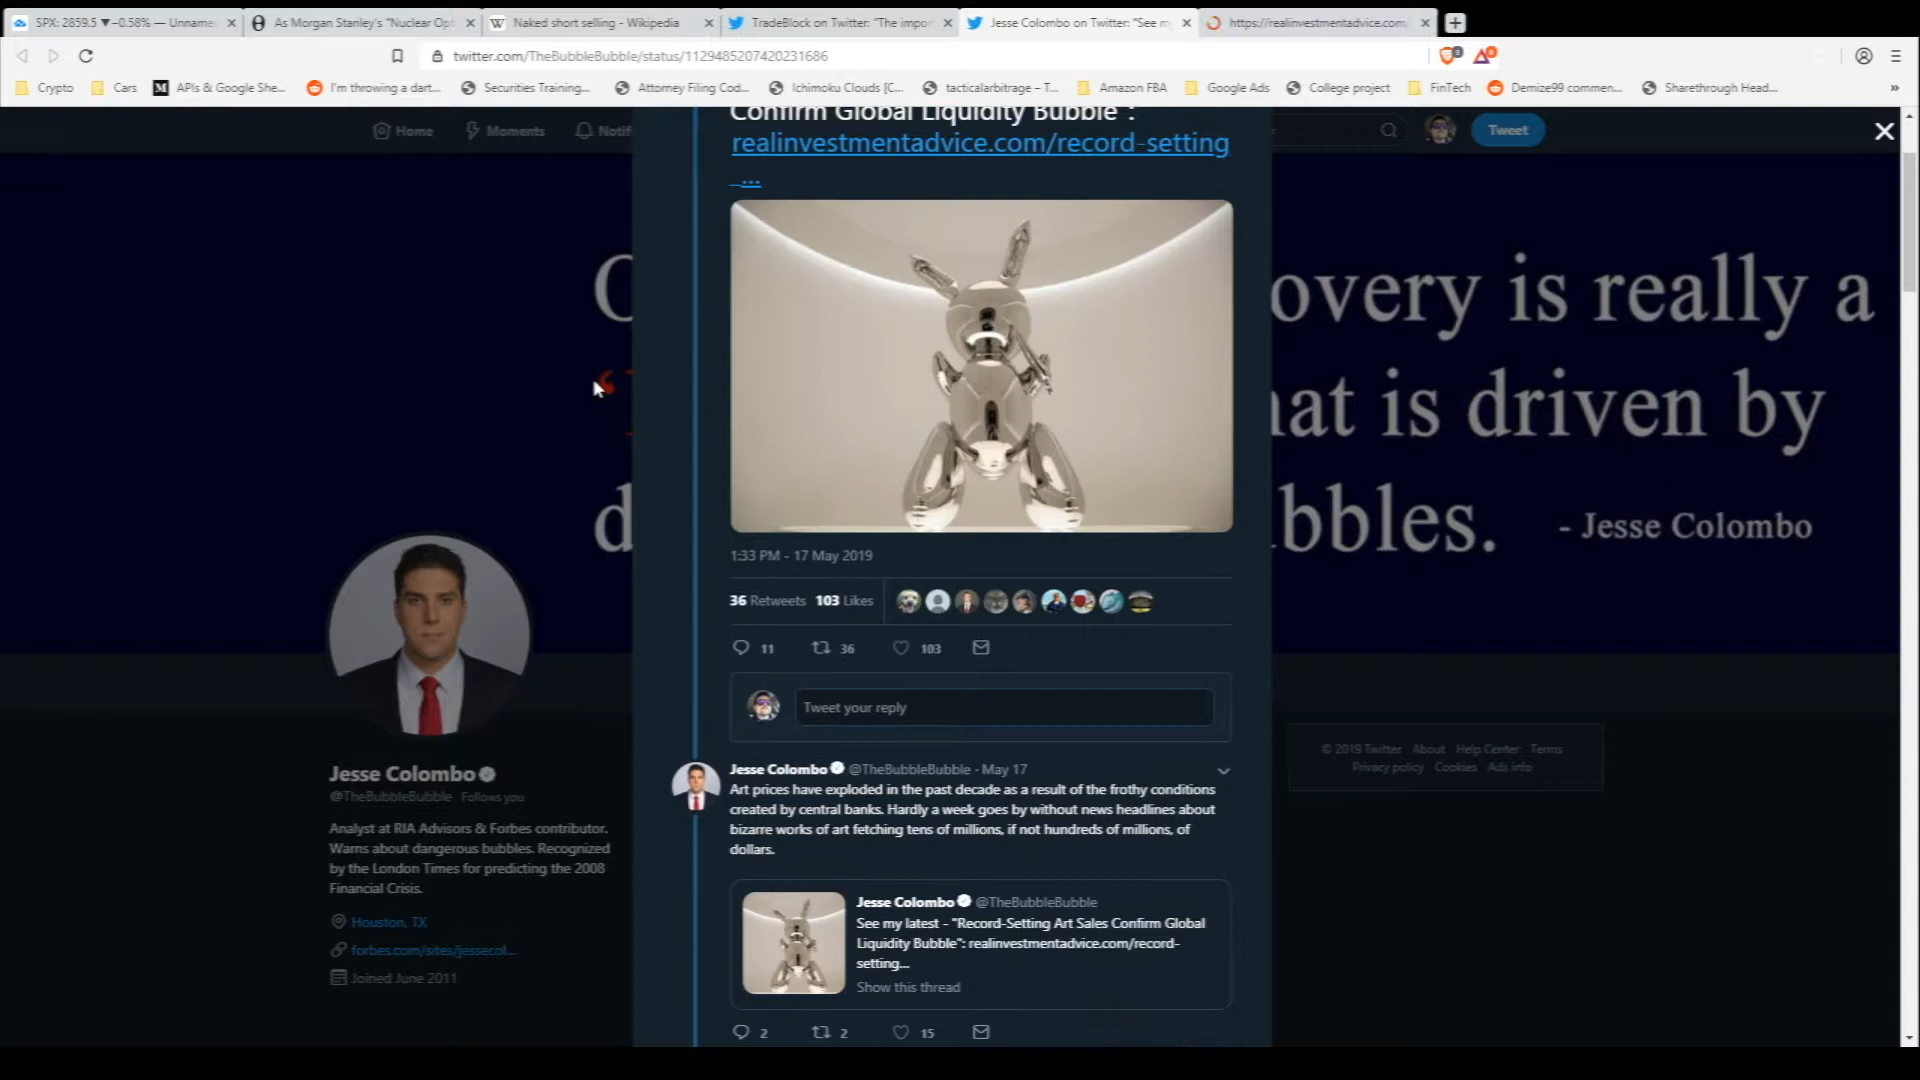 SPX: 2859.5 ▼−0.58% — Unname
As Morgan Stanley's "Nuclear Opt
Naked short selling - Wikipedia
TradeBlock on Twitter: "The impor
Jesse Colombo on Twitter: "See my
https://realinvestmentadvice.com/
twitter.com/TheBubbleBubble/status/1129485207420231686
Crypto
Cars
APIs & Google She...
I'm throwing a dart...
Securities Training...
Attorney Filing Cod...
Ichimoku Clouds [C...
tacticalarbitrage – T...
Amazon FBA
Google Ads
College project
FinTech
Demize99 commen...
Sharethrough Head...
Home
Moments
Notif
Tweet
Confirm Global Liquidity Bubble":
realinvestmentadvice.com/record-setting
-...
overy is really a
hat is driven by
bbles.
- Jesse Colombo
1:33 PM - 17 May 2019
36 Retweets 103 Likes
11
36
103
Tweet your reply
Jesse Colombo
@TheBubbleBubble Follows you
Analyst at RIA Advisors & Forbes contributor.
Warns about dangerous bubbles. Recognized
by the London Times for predicting the 2008
Financial Crisis.
Houston, TX
forbes.com/sites/jessecol...
Joined June 2011
Jesse Colombo @TheBubbleBubble - May 17
Art prices have exploded in the past decade as a result of the frothy conditions
created by central banks. Hardly a week goes by without news headlines about
bizarre works of art fetching tens of millions, if not hundreds of millions, of
dollars.
Jesse Colombo @TheBubbleBubble
See my latest - "Record-Setting Art Sales Confirm Global
Liquidity Bubble": realinvestmentadvice.com/record-
setting...
Show this thread
2
2
15
© 2019 Twitter About Help Center Terms
Privacy policy Cookies Ads info